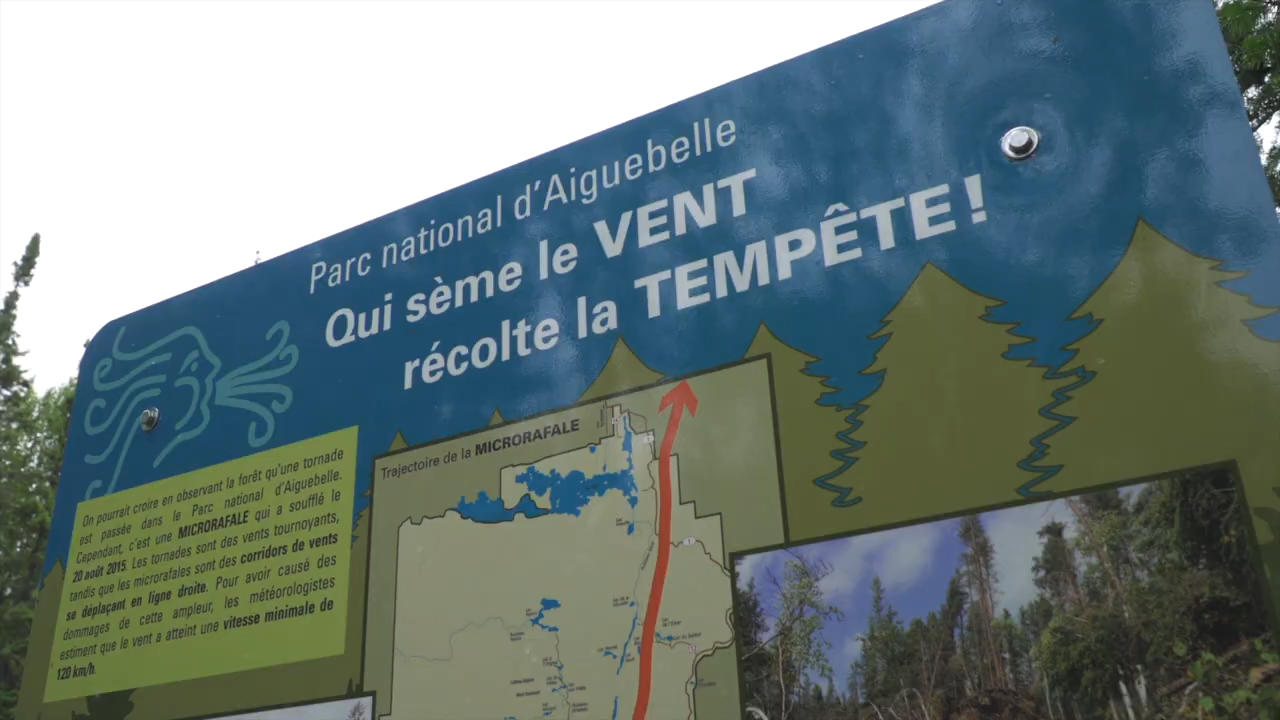 Parc national d'Aiguebelle
Qui sème le VENT
récolte la TEMPÊTE !
On pourrait croire en observant la forêt qu'une tornade
est passée dans le Parc national d'Aiguebelle.
Cependant, c'est une MICRORAFALE qui a soufflé le
20 août 2015. Les tornades sont des vents tournoyants,
tandis que les microrafales sont des corridors de vents
se déplaçant en ligne droite. Pour avoir causé des
dommages de cette ampleur, les météorologistes
estiment que le vent a atteint une vitesse minimale de
120 km/h.
Trajectoire de la MICRORAFALE